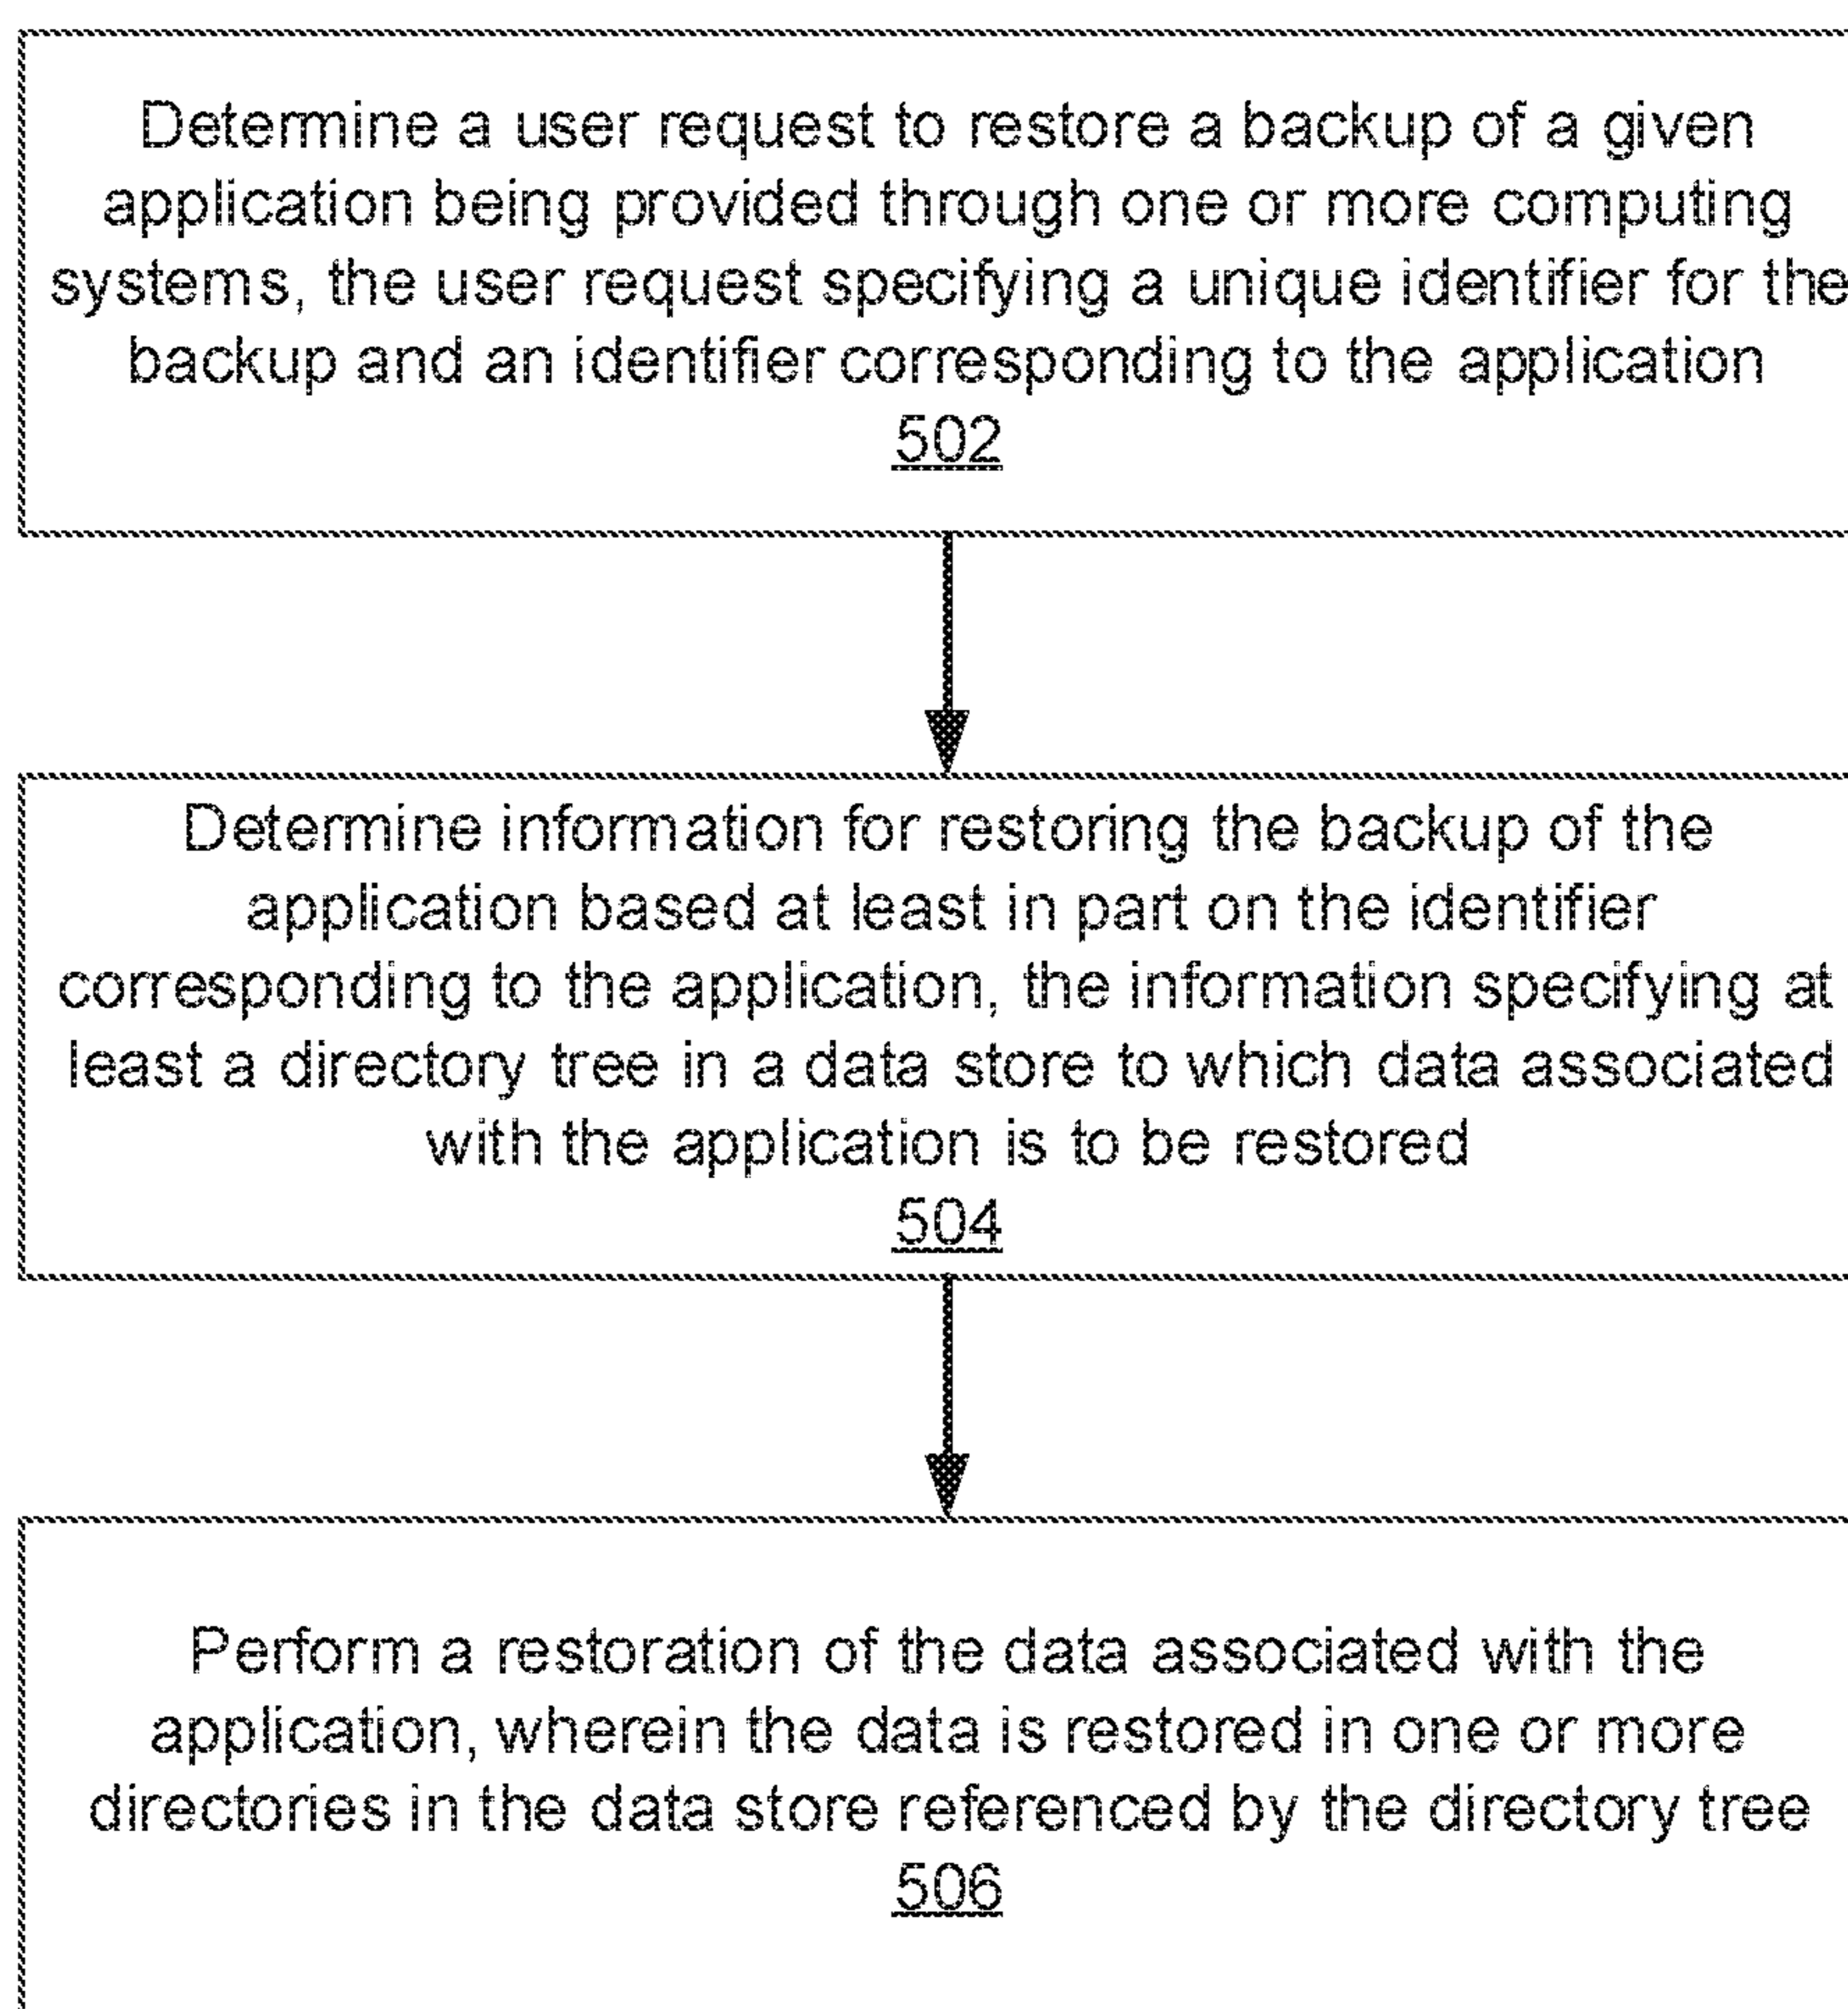 Determine a user request to restore a backup of a given
application being provided through one or more computing
systems, the user request specifying a unique identifier for the
backup and an identifier corresponding to the application
502
Determine information for restoring the backup of the
application based at least in part on the identifier
corresponding to the application, the information specifying at
least a directory tree in a data store to which data associated
with the application is to be restored
504
Perform a restoration of the data associated with the
application, wherein the data is restored in one or more
directories in the data store referenced by the directory tree
506